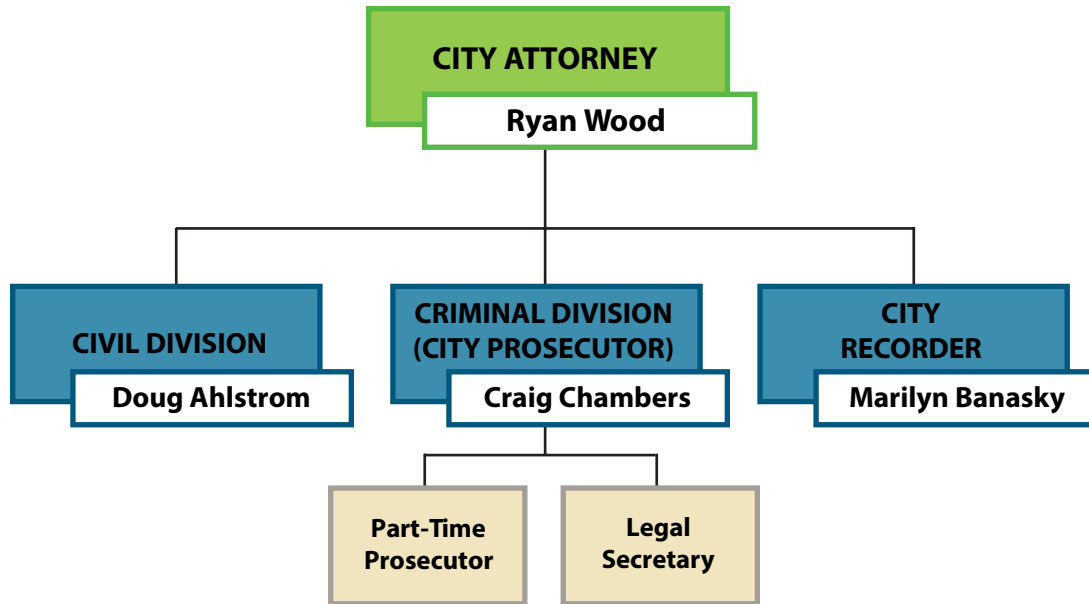 CITY ATTORNEY
Ryan Wood
CIVIL DIVISION
Doug Ahlstrom
CRIMINAL DIVISION
(CITY PROSECUTOR)
Craig Chambers
CITY
RECORDER
Marilyn Banasky
Part-Time
Prosecutor
Legal
Secretary